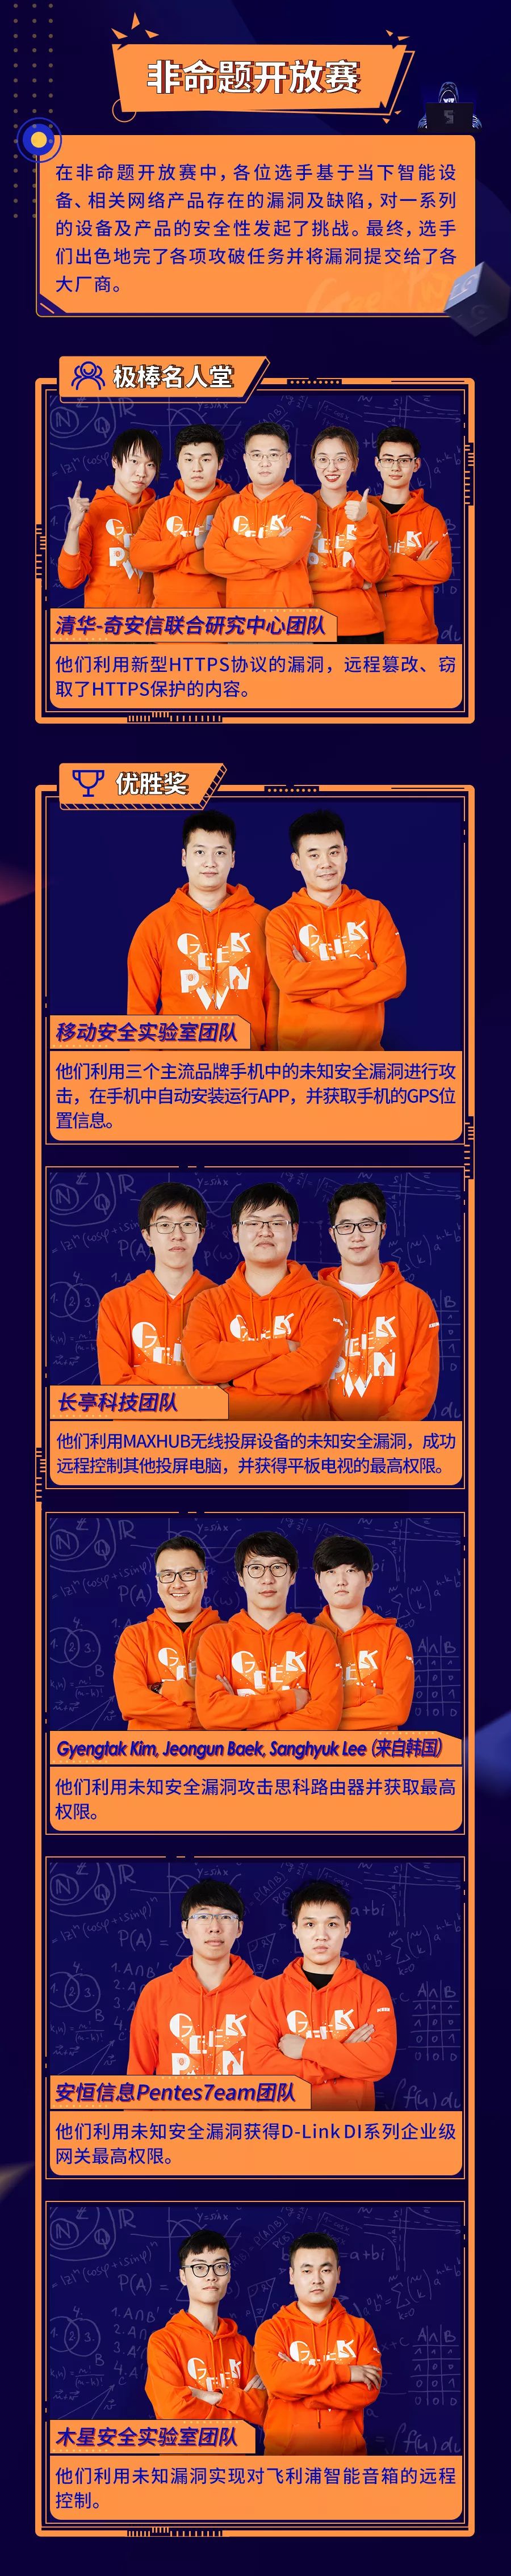 非命题开放赛
在非命题开放赛中,各位选手基于当下智能设
备、相关网络产品存在的漏洞及缺陷,对一系列
的设备及产品的安全性发起了挑战。最终,选手
们出色地完了各项攻破任务并将漏洞提交给了各
大厂商。
极棒名人堂
清华-奇安信联合研究中心团队
他们利用新型HTTPS协议的漏洞，远程篡改、窃
取了HTTPS保护的内容。
优胜奖
GEEK
PWN
移动安全实验室团队
他们利用三个主流品牌手机中的未知安全漏洞进行攻
击，在手机中自动安装运行APP，并获取手机的GPS位
置信息。
长亭科技团队
他们利用MAXHUB无线投屏设备的未知安全漏洞，成功
远程控制其他投屏电脑，并获得平板电视的最高权限。
Gyengtak Kim, Jeongun Baek, Sanghyuk Lee (来自韩国)
他们利用未知安全漏洞攻击思科路由器并获取最高
权限。
安恒信息Pentes7eam团队
他们利用未知安全漏洞获得D-Link DI系列企业级
网关最高权限。
木星安全实验室团队
他们利用未知漏洞实现对飞利浦智能音箱的远程
控制。